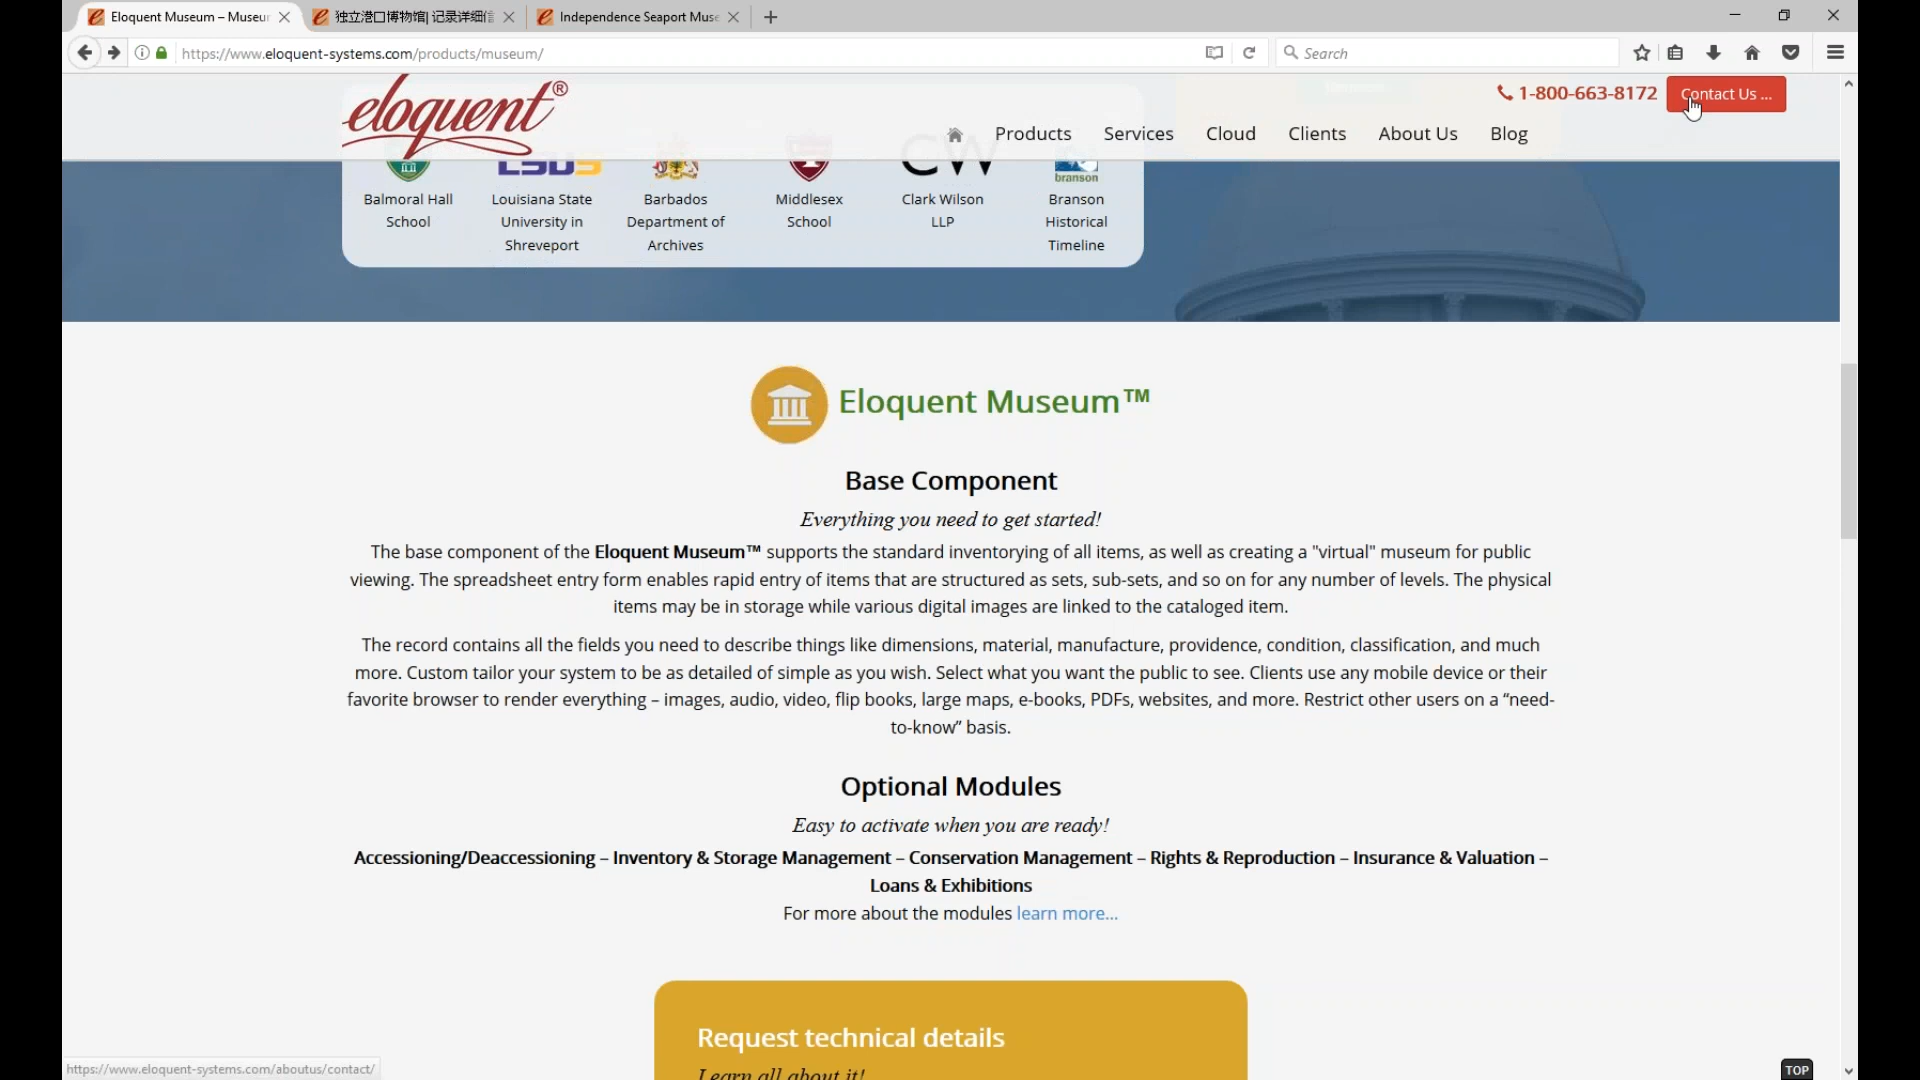 Eloquent Museum – Museu
独立港口博物馆| 记录详细信
Independence Seaport Muse
https://www.eloquent-systems.com/products/museum/
Search
eloquent®
1-800-663-8172
Contact Us ...
Products
Services
Cloud
Clients
About Us
Blog
LSUS
CW
branson
Balmoral Hall
School
Louisiana State
University in
Shreveport
Barbados
Department of
Archives
Middlesex
School
Clark Wilson
LLP
Branson
Historical
Timeline
Eloquent Museum™
Base Component
Everything you need to get started!
The base component of the Eloquent Museum™ supports the standard inventorying of all items, as well as creating a "virtual" museum for public
viewing. The spreadsheet entry form enables rapid entry of items that are structured as sets, sub-sets, and so on for any number of levels. The physical
items may be in storage while various digital images are linked to the cataloged item.
The record contains all the fields you need to describe things like dimensions, material, manufacture, providence, condition, classification, and much
more. Custom tailor your system to be as detailed of simple as you wish. Select what you want the public to see. Clients use any mobile device or their
favorite browser to render everything – images, audio, video, flip books, large maps, e-books, PDFs, websites, and more. Restrict other users on a “need-
to-know” basis.
Optional Modules
Easy to activate when you are ready!
Accessioning/Deaccessioning – Inventory & Storage Management – Conservation Management – Rights & Reproduction – Insurance & Valuation –
Loans & Exhibitions
For more about the modules learn more...
Request technical details
Learn all about it!
https://www.eloquent-systems.com/aboutus/contact/
TOP